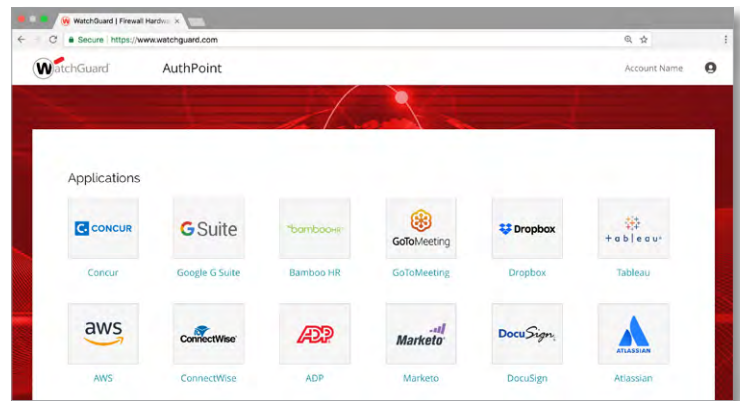 WatchGuard | Firewall Hardwa
Secure https://www.watchguard.com
WatchGuard AuthPoint Account Name
Applications
C. CONCUR G Suite bambooHR GoToMeeting Dropbox +ableau
Concur Google G Suite Bamboo HR GoToMeeting Dropbox Tableau
aws ConnectWise ADP Marketo DocuSign ATLASSIAN
AWS ConnectWise ADP Marketo DocuSign Atlassian